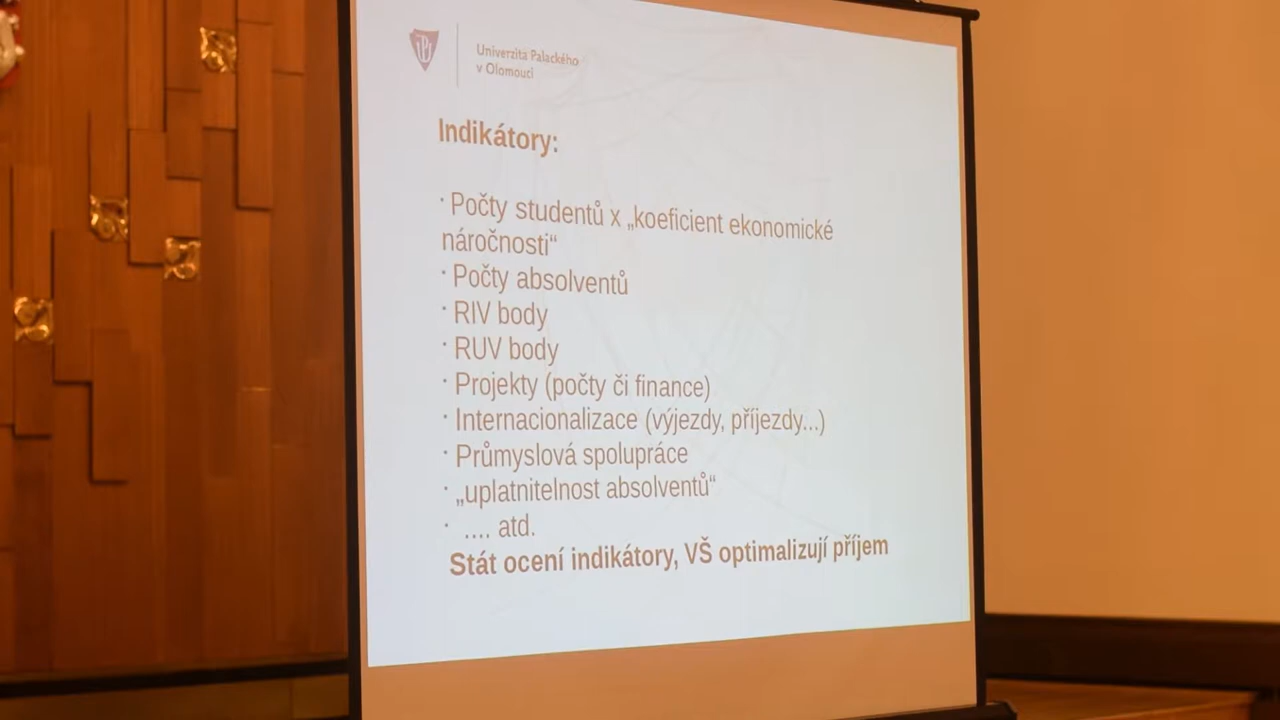 Univerzita Palackého
v Olomouci
Indikátory:
· Počty studentů x „koeficient ekonomické
náročnosti“
· Počty absolventů
· RIV body
· RUV body
· Projekty (počty či finance)
· Internacionalizace (výjezdy, příjezdy...)
· Průmyslová spolupráce
· „uplatnitelnost absolventů“
· .... atd.
Stát ocení indikátory, VŠ optimalizují příjem